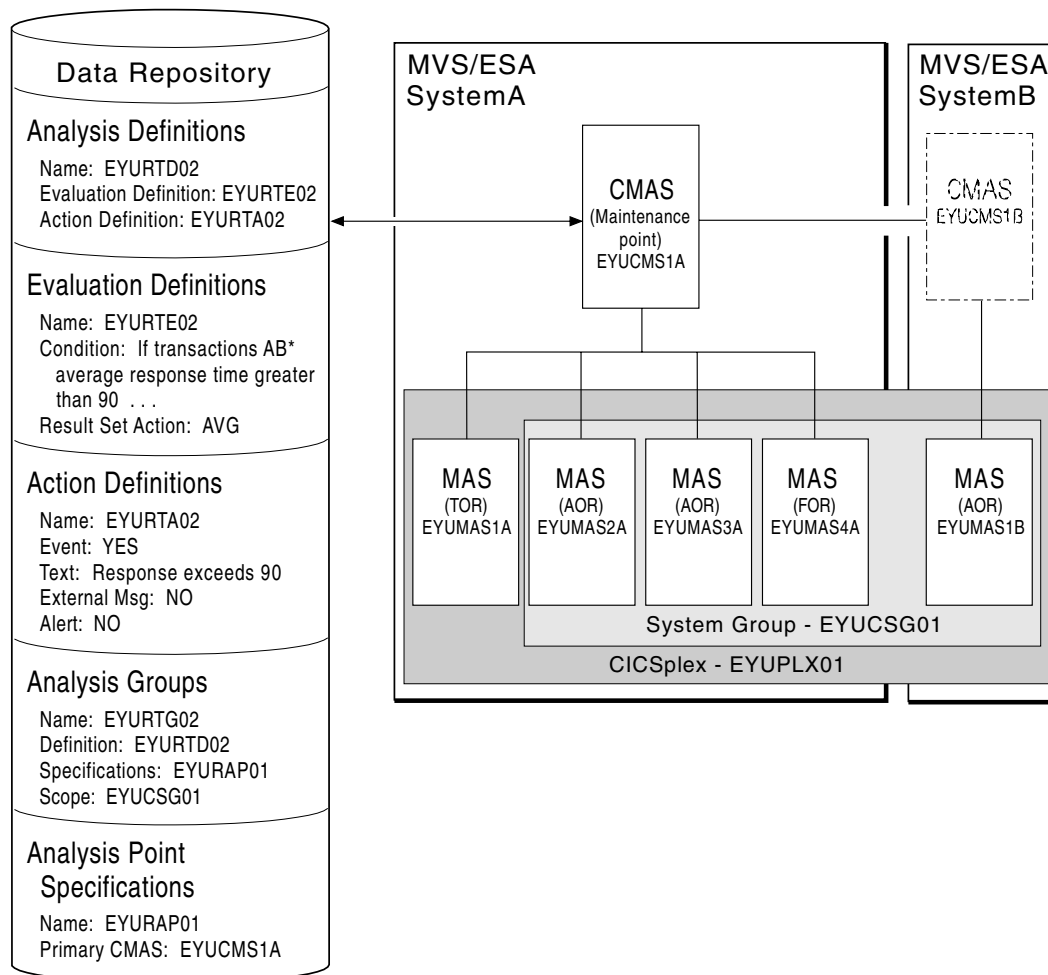 Data Repository
Analysis Definitions
Name: EYURTD02
Evaluation Definition: EYURTE02
Action Definition: EYURTA02
Evaluation Definitions
Name: EYURTE02
Condition: If transactions AB*
average response time greater
than 90 . . .
Result Set Action: AVG
Action Definitions
Name: EYURTA02
Event: YES
Text: Response exceeds 90
External Msg: NO
Alert: NO
Analysis Groups
Name: EYURTG02
Definition: EYURTD02
Specifications: EYURAP01
Scope: EYUCSG01
Analysis Point
Specifications
Name: EYURAP01
Primary CMAS: EYUCMS1A
MVS/ESA
SystemA
CMAS
(Maintenance
point)
EYUCMS1A
MVS/ESA
SystemB
CMAS
EYUCMS1B
MAS
(TOR)
EYUMAS1A
MAS
(AOR)
EYUMAS2A
MAS
(AOR)
EYUMAS3A
MAS
(FOR)
EYUMAS4A
MAS
(AOR)
EYUMAS1B
System Group - EYUCSG01
CICSplex - EYUPLX01